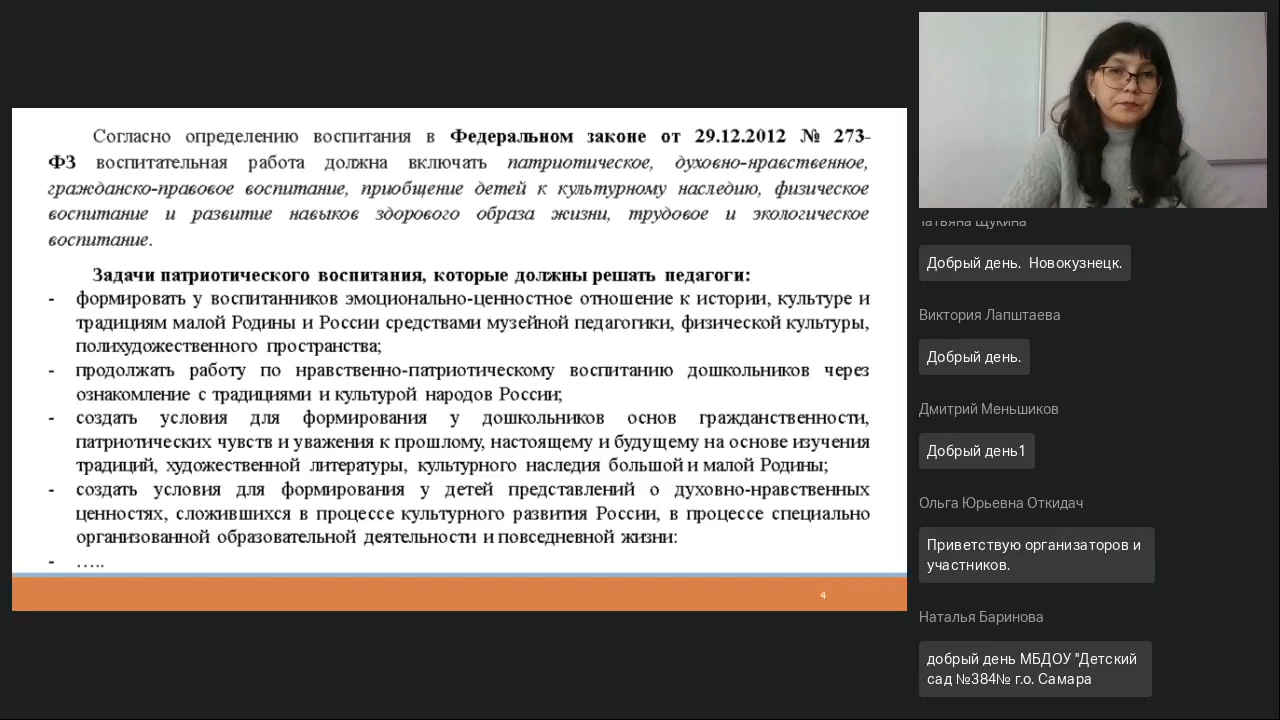 Согласно определению воспитания в Федеральном законе от 29.12.2012 № 273-
ФЗ воспитательная работа должна включать патриотическое, духовно-нравственное,
гражданско-правовое воспитание, приобщение детей к культурному наследию, физическое
воспитание и развитие навыков здорового образа жизни, трудовое и экологическое
воспитание.
Задачи патриотического воспитания, которые должны решать педагоги:
- формировать у воспитанников эмоционально-ценностное отношение к истории, культуре и
традициям малой Родины и России средствами музейной педагогики, физической культуры,
полихудожественного пространства;
- продолжать работу по нравственно-патриотическому воспитанию дошкольников через
ознакомление с традициями и культурой народов России;
- создать условия для формирования у дошкольников основ гражданственности,
патриотических чувств и уважения к прошлому, настоящему и будущему на основе изучения
традиций, художественной литературы, культурного наследия большой и малой Родины;
- создать условия для формирования у детей представлений о духовно-нравственных
ценностях, сложившихся в процессе культурного развития России, в процессе специально
организованной образовательной деятельности и повседневной жизни:
- …..
4
Татьяна Щукина
Добрый день. Новокузнецк.
Виктория Лапштаева
Добрый день.
Дмитрий Меньшиков
Добрый день1
Ольга Юрьевна Откидач
Приветствую организаторов и
участников.
Наталья Баринова
добрый день МБДОУ "Детский
сад №384№ г.о. Самара